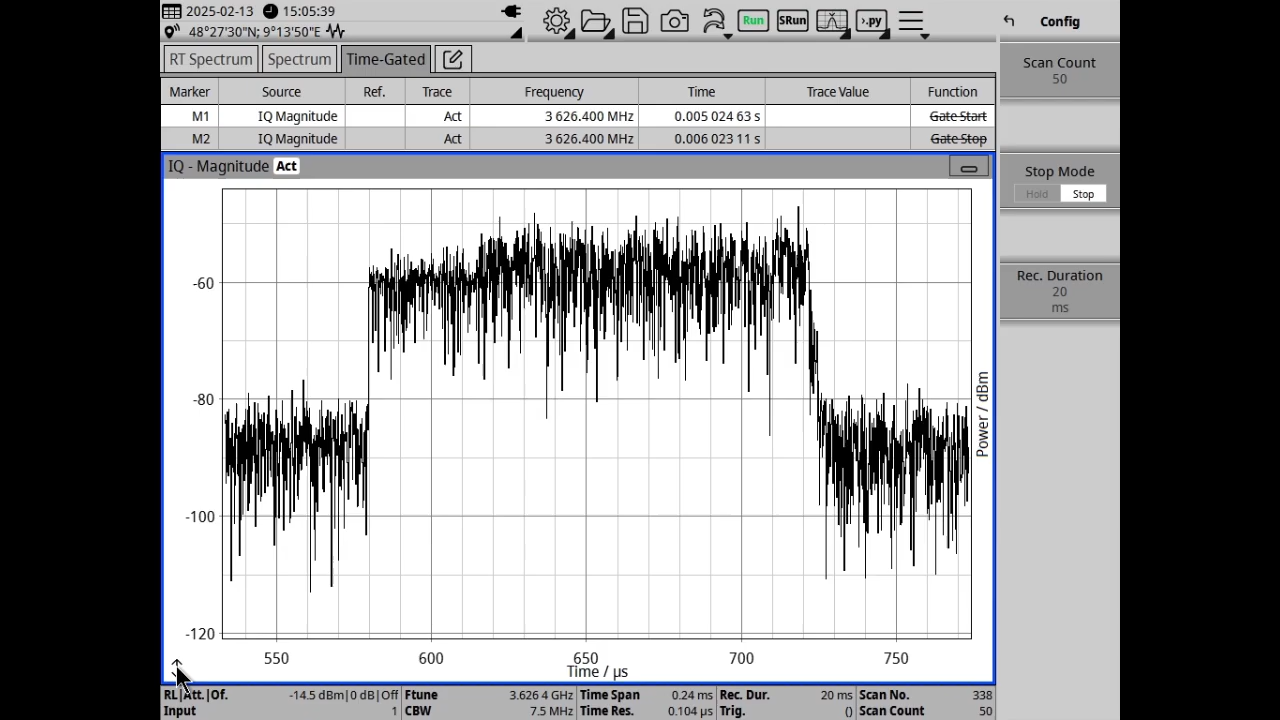 2025-02-13 15:05:39
48°27'30"N; 9°13'50"E
Run SRun >.py
Config
RT Spectrum Spectrum Time-Gated
Scan Count
50
Marker Source Ref. Trace Frequency Time Trace Value Function
M1 IQ Magnitude Act 3 626.400 MHz 0.005 024 63 s Gate Start
M2 IQ Magnitude Act 3 626.400 MHz 0.006 023 11 s Gate Stop
Stop Mode
Hold Stop
IQ - Magnitude Act
Rec. Duration
20
ms
-60
-80
-100
-120
Power / dBm
550 600 650 700 750
Time / µs
RL|Att.|Of. -14.5 dBm|0 dB|Off Ftune 3.626 4 GHz Time Span 0.24 ms Rec. Dur. 20 ms Scan No. 338
Input 1 CBW 7.5 MHz Time Res. 0.104 µs Trig. () Scan Count 50